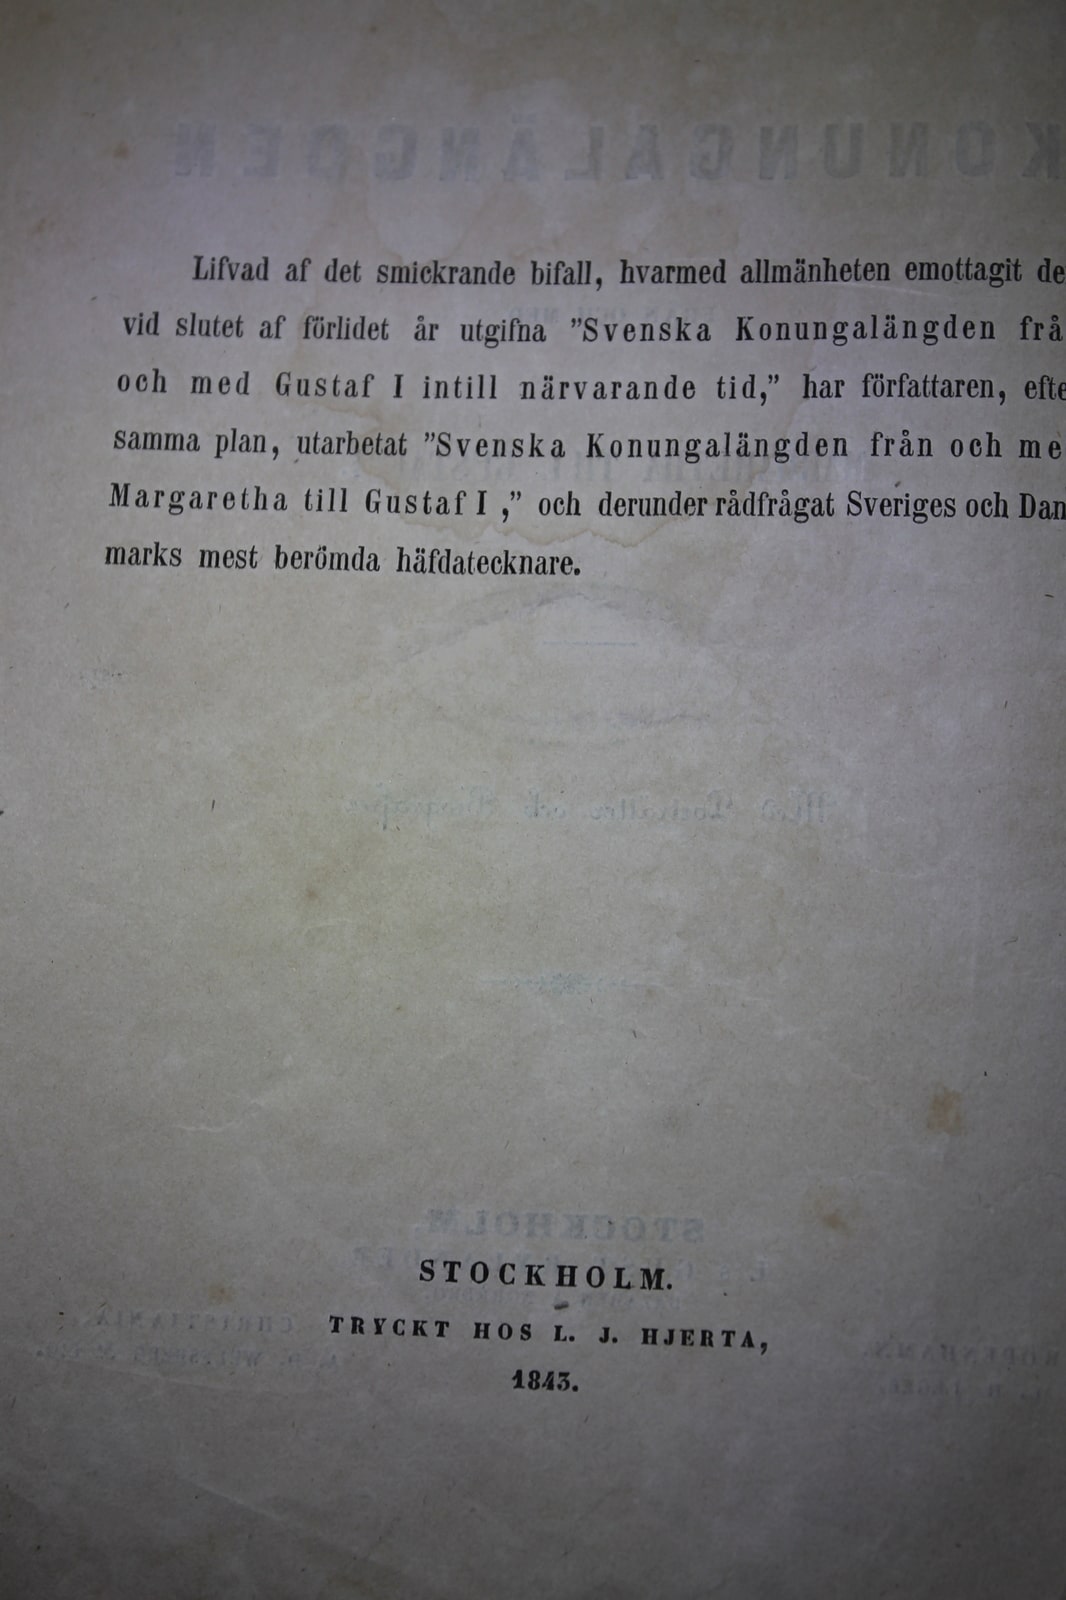 Lifvad af det smickrande bifall, hvarmed allmänheten emottagit de
vid slutet af förlidet år utgifna ”Svenska Konungalängden frå
och med Gustaf I intill närvarande tid,” har författaren, efte
samma plan, utarbetat ”Svenska Konungalängden från och me
Margaretha till Gustaf I ,” och derunder rådfrågat Sveriges och Dan
marks mest berömda häfdatecknare.
STOCKHOLM.
TRYCKT HOS L. J. HJERTA,
1843.